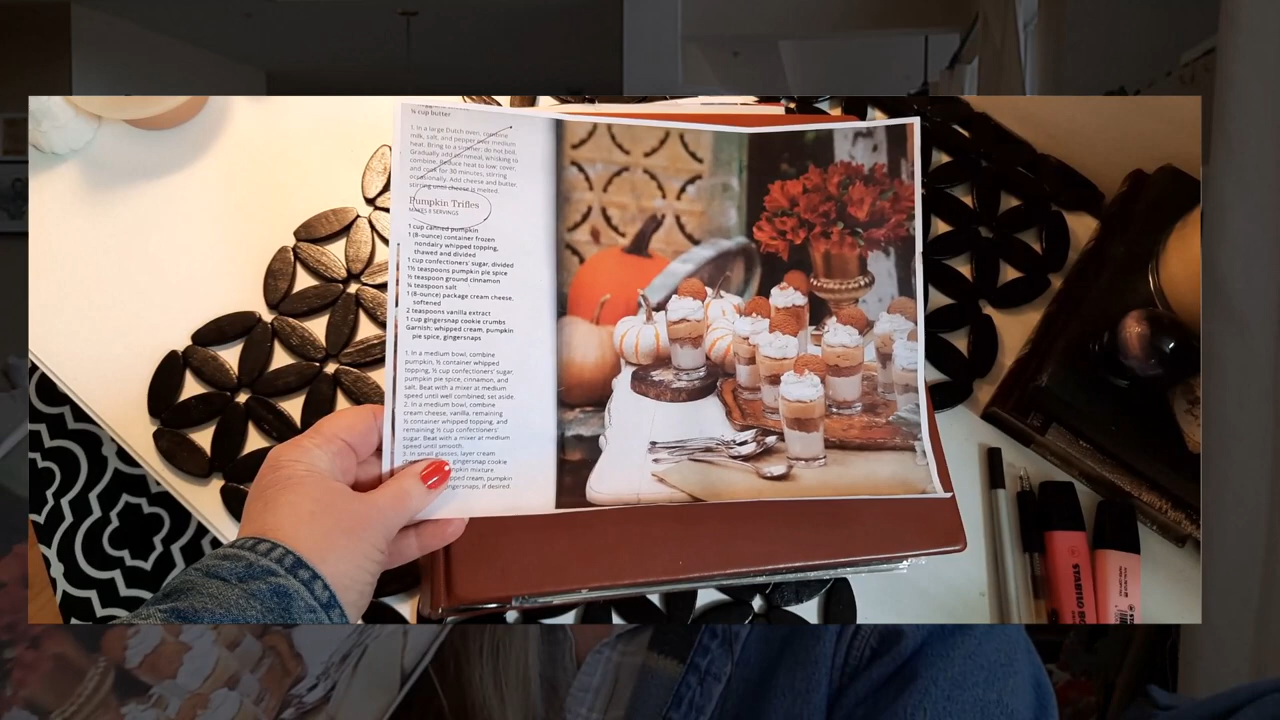 ¾ cup butter
1. In a large Dutch oven, combine
milk, salt, and pepper over medium
heat. Bring to a simmer; do not boil.
Gradually add cornmeal, whisking to
combine. Reduce heat to low; cover,
and cook for 30 minutes, stirring
occasionally. Add cheese and butter,
stirring until cheese is melted.
Pumpkin Trifles
MAKES 8 SERVINGS
1 cup canned pumpkin
1 (8-ounce) container frozen
nondairy whipped topping,
thawed and divided
1 cup confectioners' sugar, divided
1½ teaspoons pumpkin pie spice
½ teaspoon ground cinnamon
¼ teaspoon salt
1 (8-ounce) package cream cheese,
softened
2 teaspoons vanilla extract
1 cup gingersnap cookie crumbs
Garnish: whipped cream, pumpkin
pie spice, gingersnaps
1. In a medium bowl, combine
pumpkin, ½ container whipped
topping, ½ cup confectioners' sugar,
pumpkin pie spice, cinnamon, and
salt. Beat with a mixer at medium
speed until well combined; set aside.
2. In a medium bowl, combine
cream cheese, vanilla, remaining
½ container whipped topping, and
remaining ½ cup confectioners'
sugar. Beat with a mixer at medium
speed until smooth.
3. In small glasses, layer cream
gingersnap cookie
mixture.
cream, pumpkin
gingersnaps, if desired.
STABILO BO